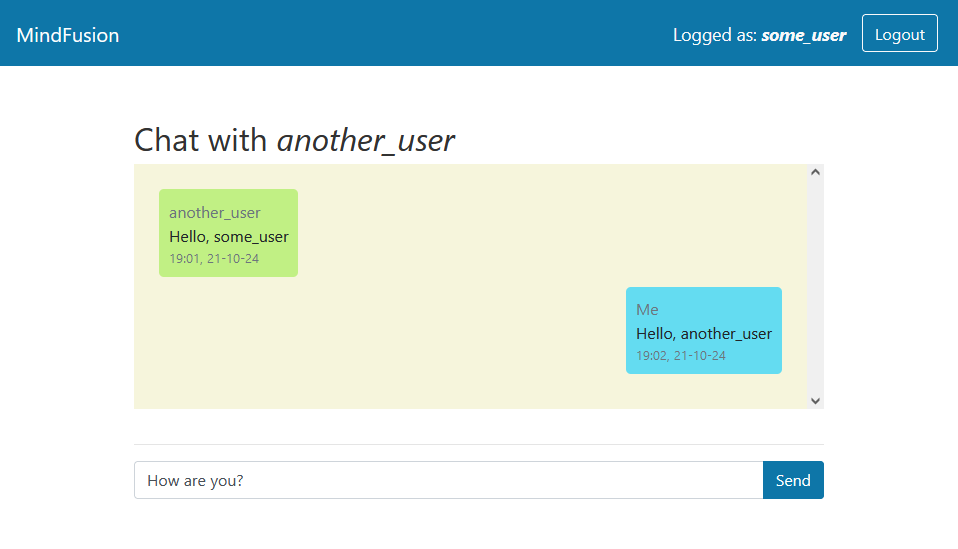 MindFusion
Logged as: some_user
Logout
Chat with another_user
another_user
Hello, some_user
19:01, 21-10-24
Me
Hello, another_user
19:02, 21-10-24
How are you?
Send